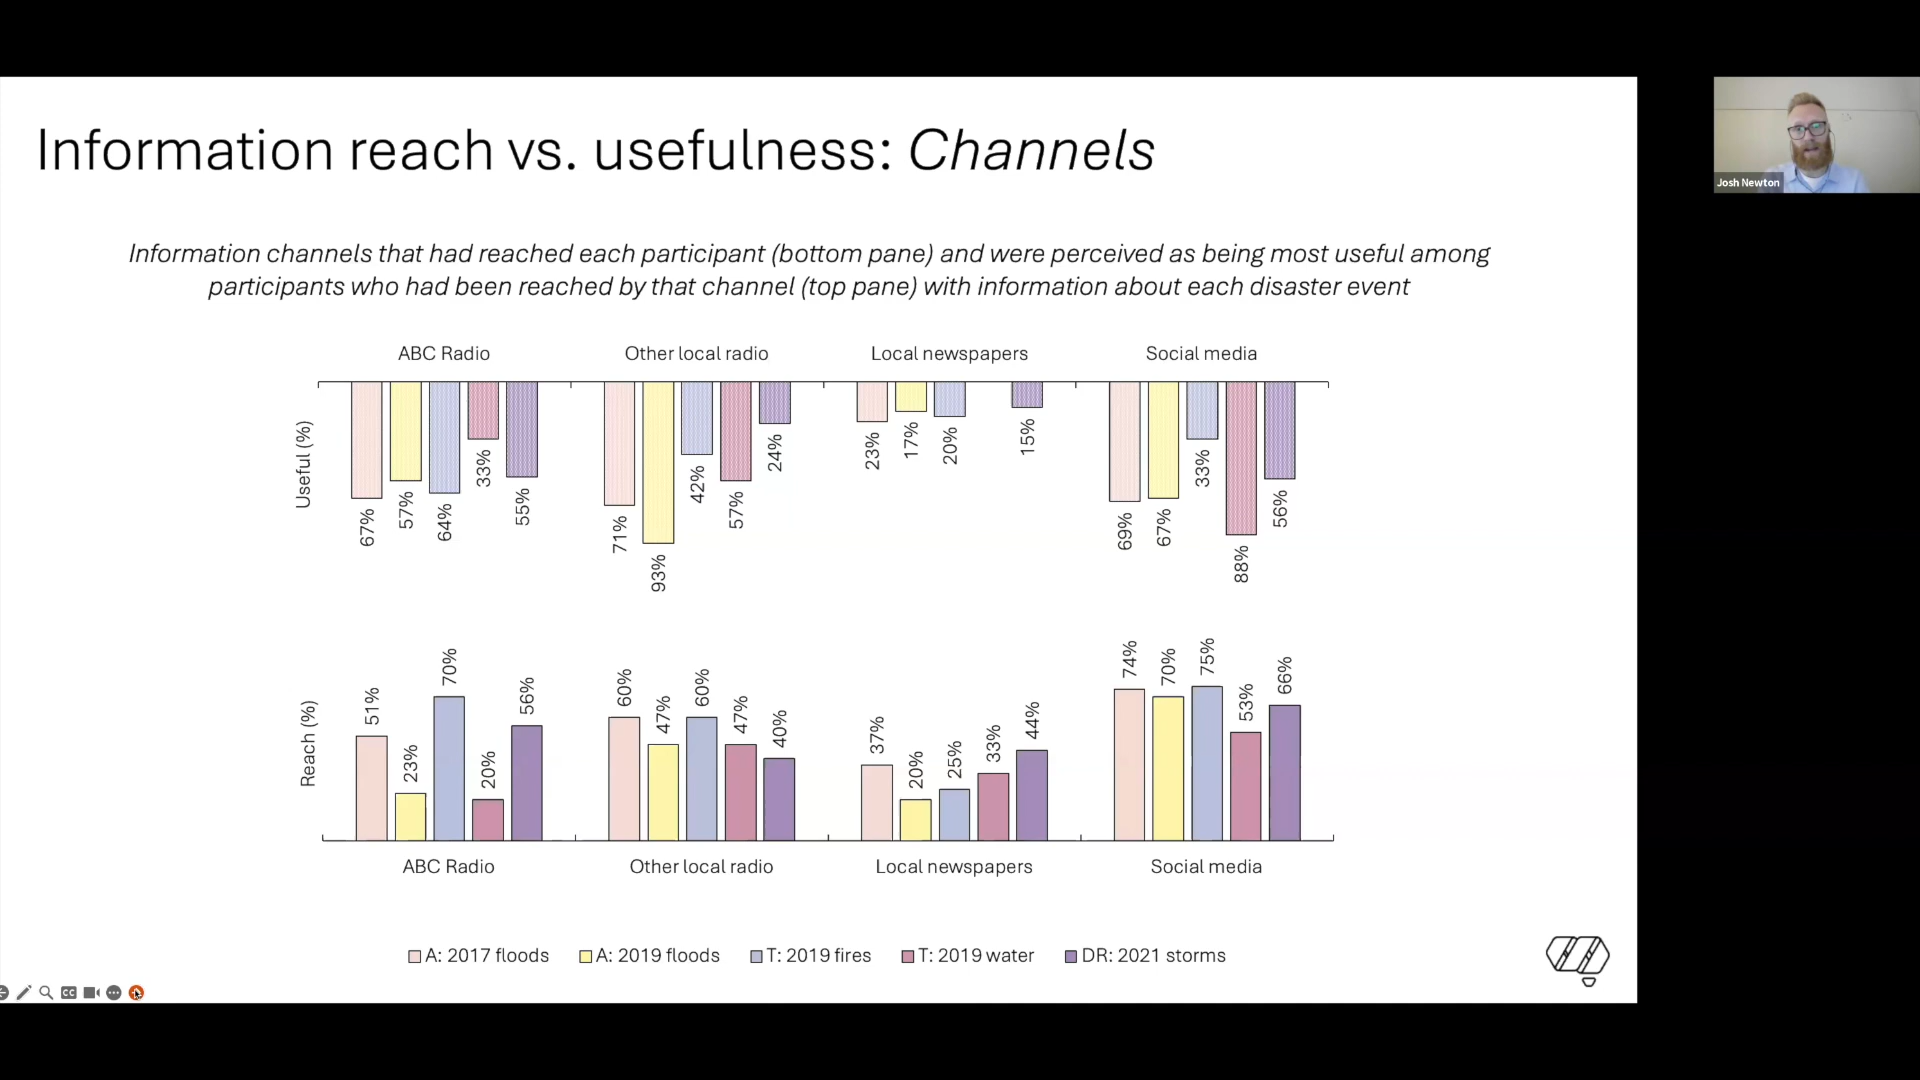 Information reach vs. usefulness: Channels
Josh Newton
Information channels that had reached each participant (bottom pane) and were perceived as being most useful among
participants who had been reached by that channel (top pane) with information about each disaster event
ABC Radio
Other local radio
Local newspapers
Social media
Useful (%)
67%
57%
64%
33%
55%
71%
93%
42%
57%
24%
23%
17%
20%
15%
69%
67%
33%
88%
56%
Reach (%)
51%
23%
70%
20%
56%
60%
47%
60%
47%
40%
37%
20%
25%
33%
44%
74%
70%
75%
53%
66%
ABC Radio
Other local radio
Local newspapers
Social media
A: 2017 floods
A: 2019 floods
T: 2019 fires
T: 2019 water
DR: 2021 storms
CC